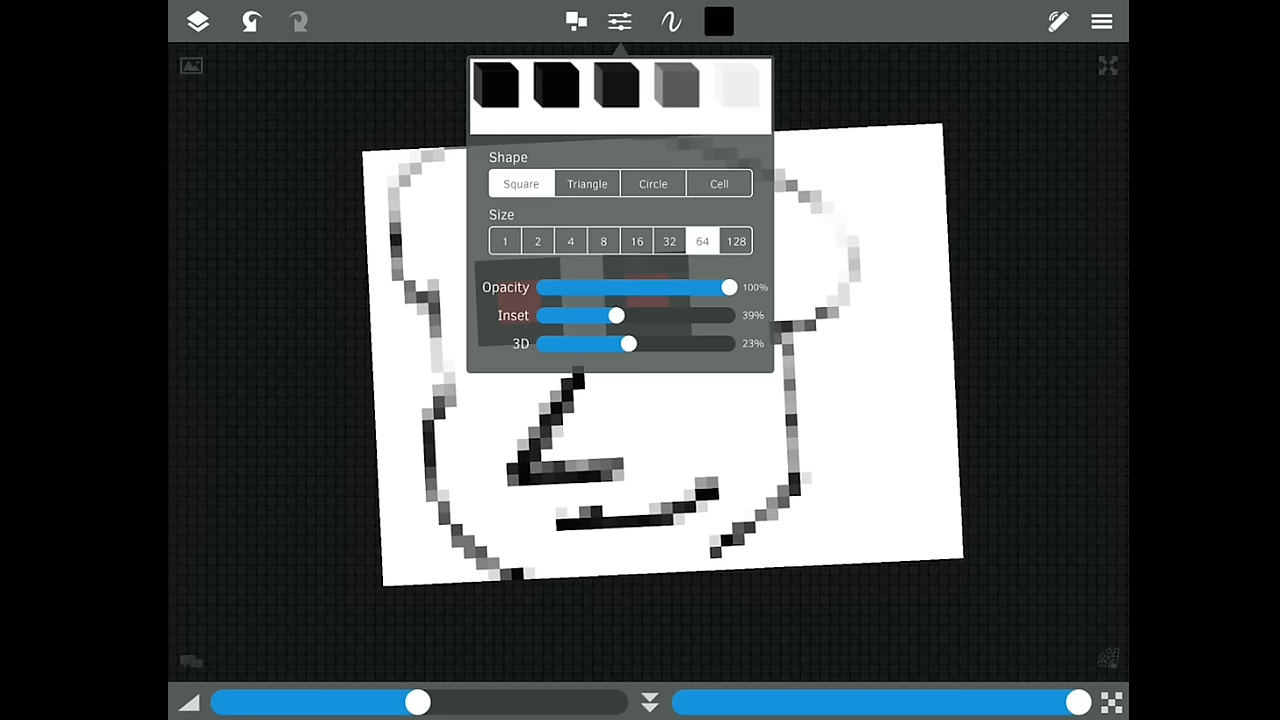 Shape
Square Triangle Circle Cell
Size
1 2 4 8 16 32 64 128
Opacity 100%
Inset 39%
3D 23%